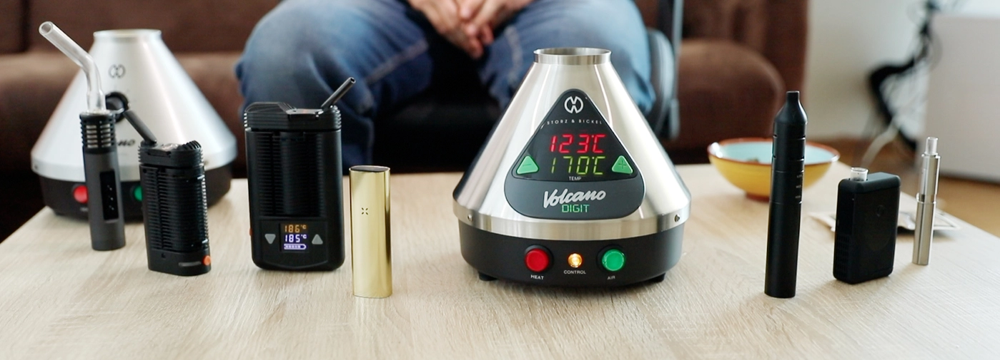 STORZ & BICKEL
123°C
170°C
TEMP
Volcano
DIGIT
HEAT
CONTROL
AIR
186°C
185°C